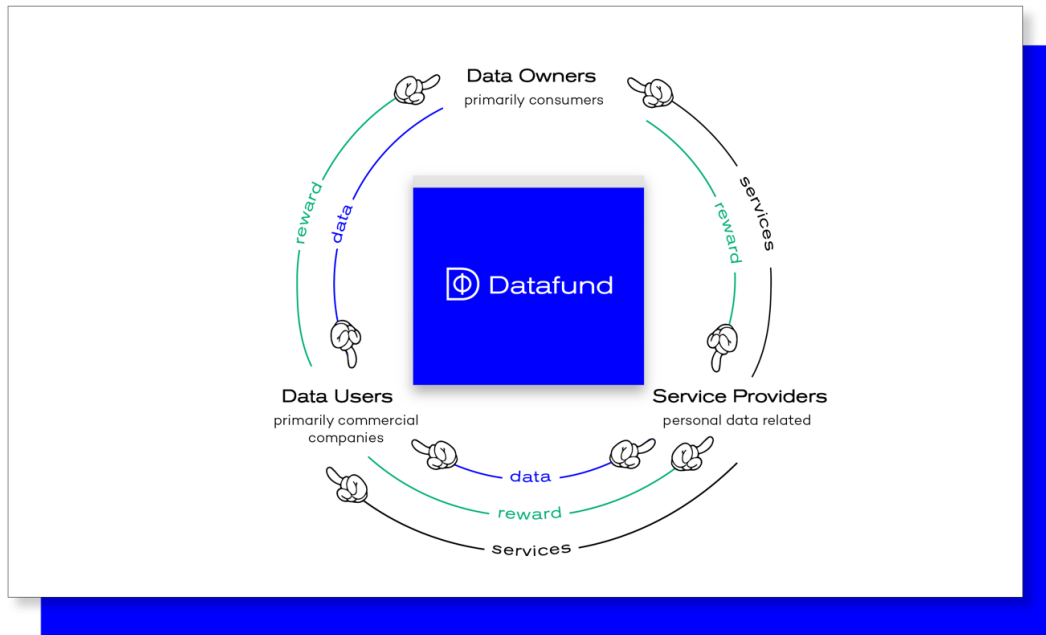 Data Owners
primarily consumers
reward
data
services
reward
Datafund
Data Users
primarily commercial
companies
Service Providers
personal data related
data
reward
services